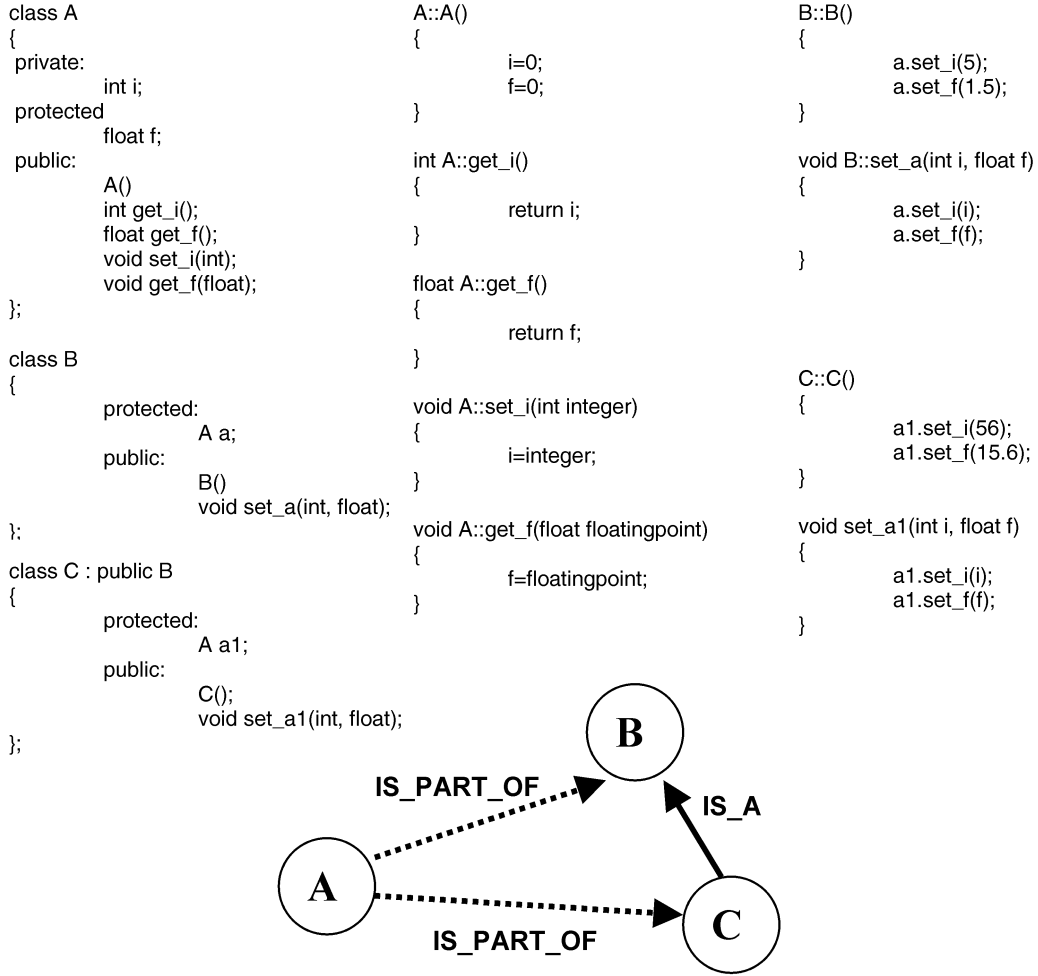 class A
{
private:
int i;
protected
float f;
public:
A()
int get_i();
float get_f();
void set_i(int);
void get_f(float);
};
class B
{
protected:
A a;
public:
B()
void set_a(int, float);
};
class C : public B
{
protected:
A a1;
public:
C();
void set_a1(int, float);
};
A::A()
{
i=0;
f=0;
}
int A::get_i()
{
return i;
}
float A::get_f()
{
return f;
}
void A::set_i(int integer)
{
i=integer;
}
void A::get_f(float floatingpoint)
{
f=floatingpoint;
}
B::B()
{
a.set_i(5);
a.set_f(1.5);
}
void B::set_a(int i, float f)
{
a.set_i(i);
a.set_f(f);
}
C::C()
{
a1.set_i(56);
a1.set_f(15.6);
}
void set_a1(int i, float f)
{
a1.set_i(i);
a1.set_f(f);
}
B
IS_PART_OF
IS_A
A
C
IS_PART_OF